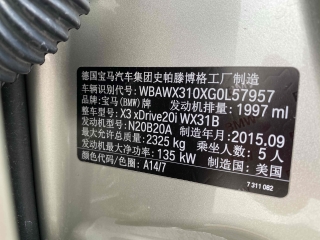 德国宝马汽车集团史帕滕博格工厂制造
车辆识别代号: WBAWX310XG0L57957
品牌: 宝马(BMW)牌 发动机排量: 1997 ml
整车型号: X3 xDrive20i WX31B
发动机型号: N20B20A 制造年月: 2015.09
最大允许总质量: 2325 kg 乘坐人数: 5 人
发动机最大净功率: 135 kW 制造国: 美国
颜色代码/色圈: A14/7
7 311 082